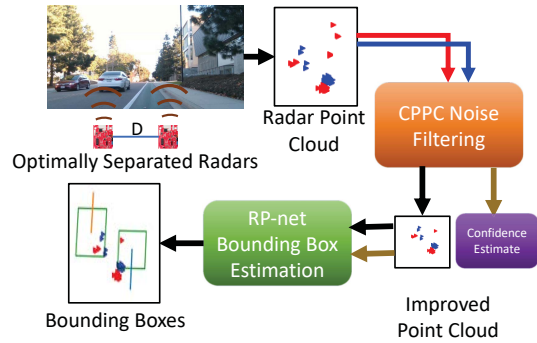 D
Optimally Separated Radars
Radar Point
Cloud
CPPC Noise
Filtering
RP-net
Bounding Box
Estimation
Confidence
Estimate
Bounding Boxes
Improved
Point Cloud